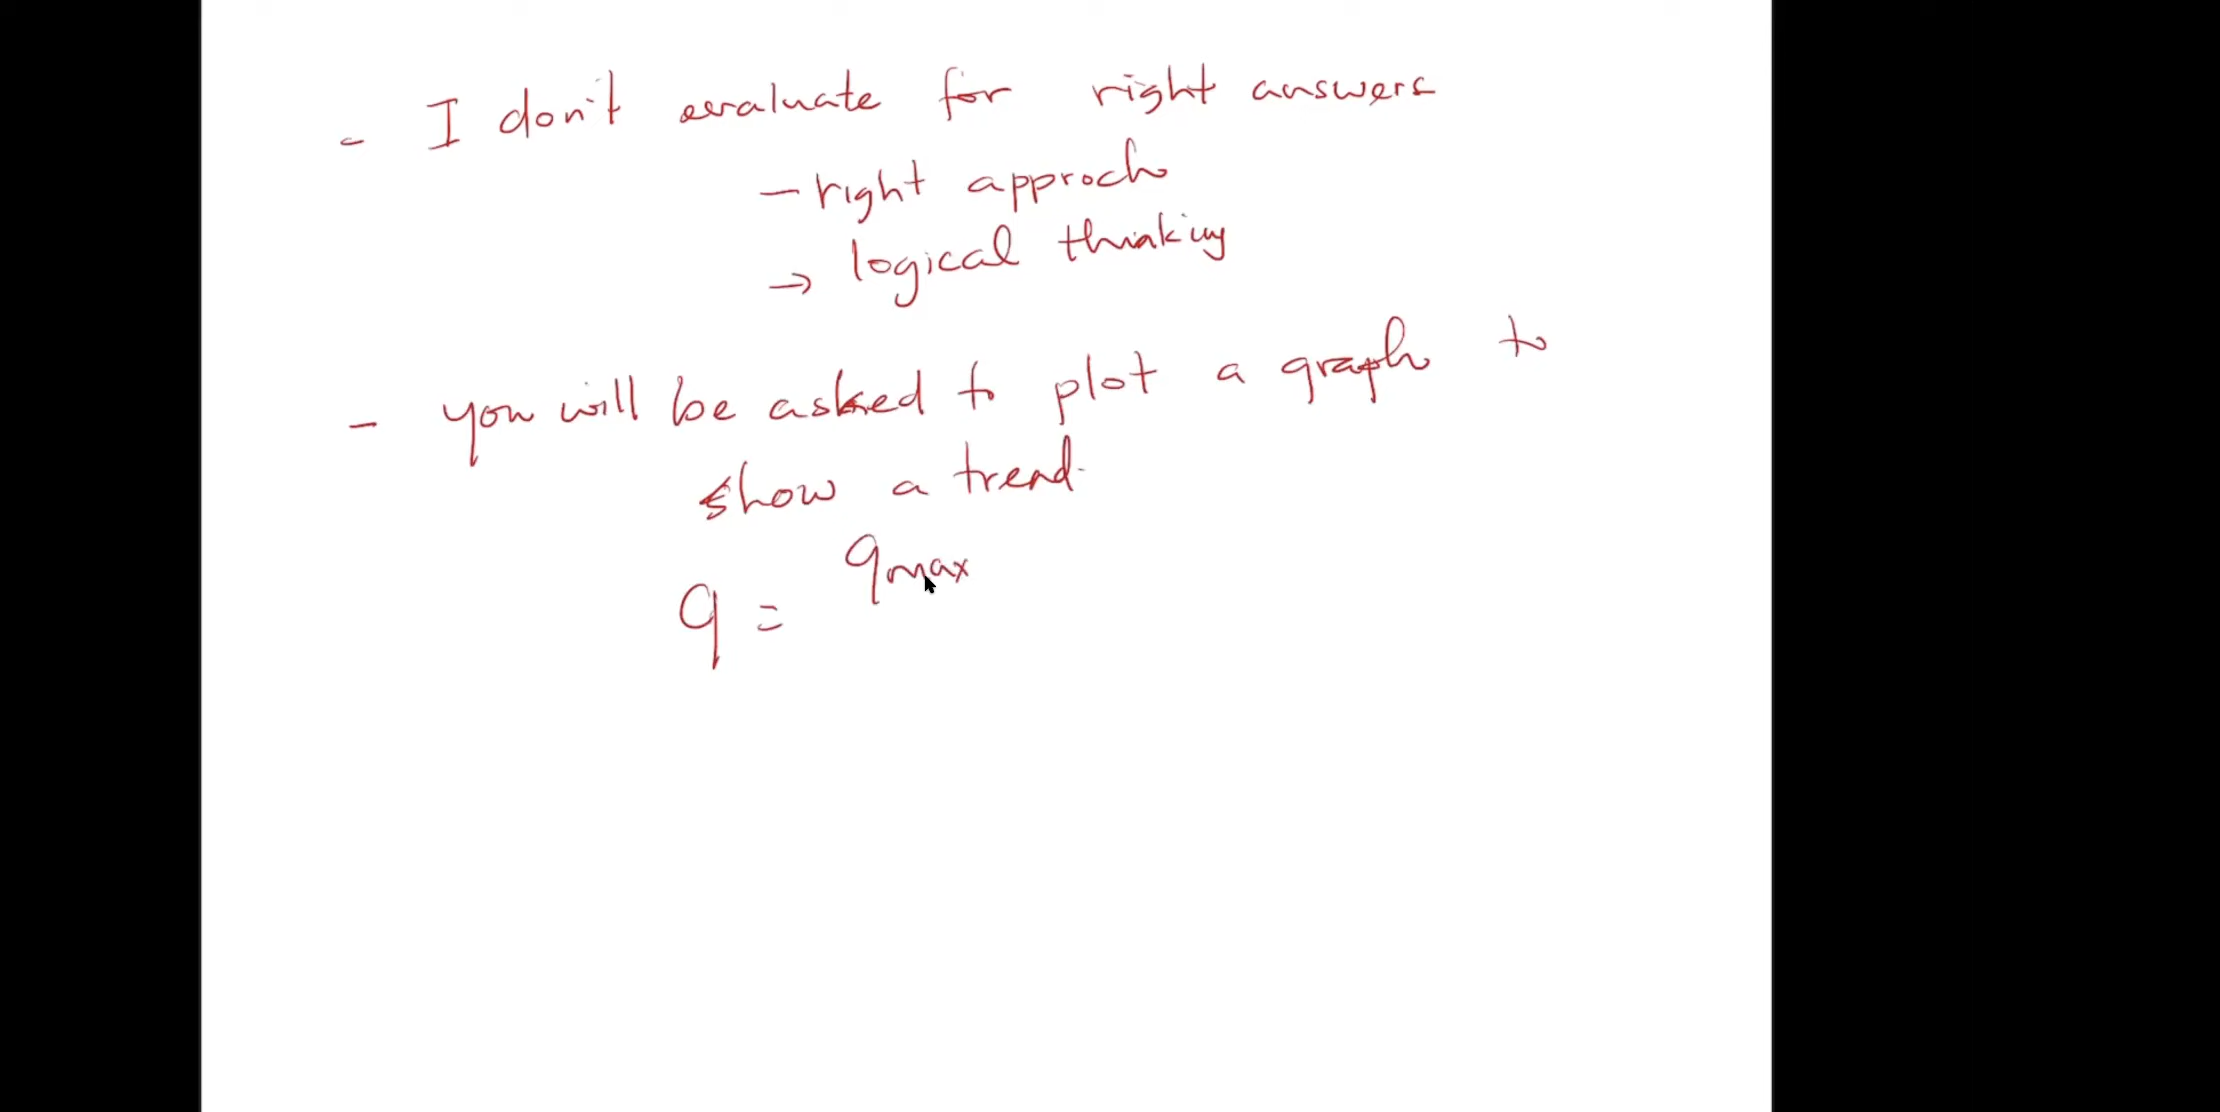 - I don't evaluate for right answers
- right approch
→ logical thinking
- you will be asked to plot a graph to
show a trend.
q = qmax